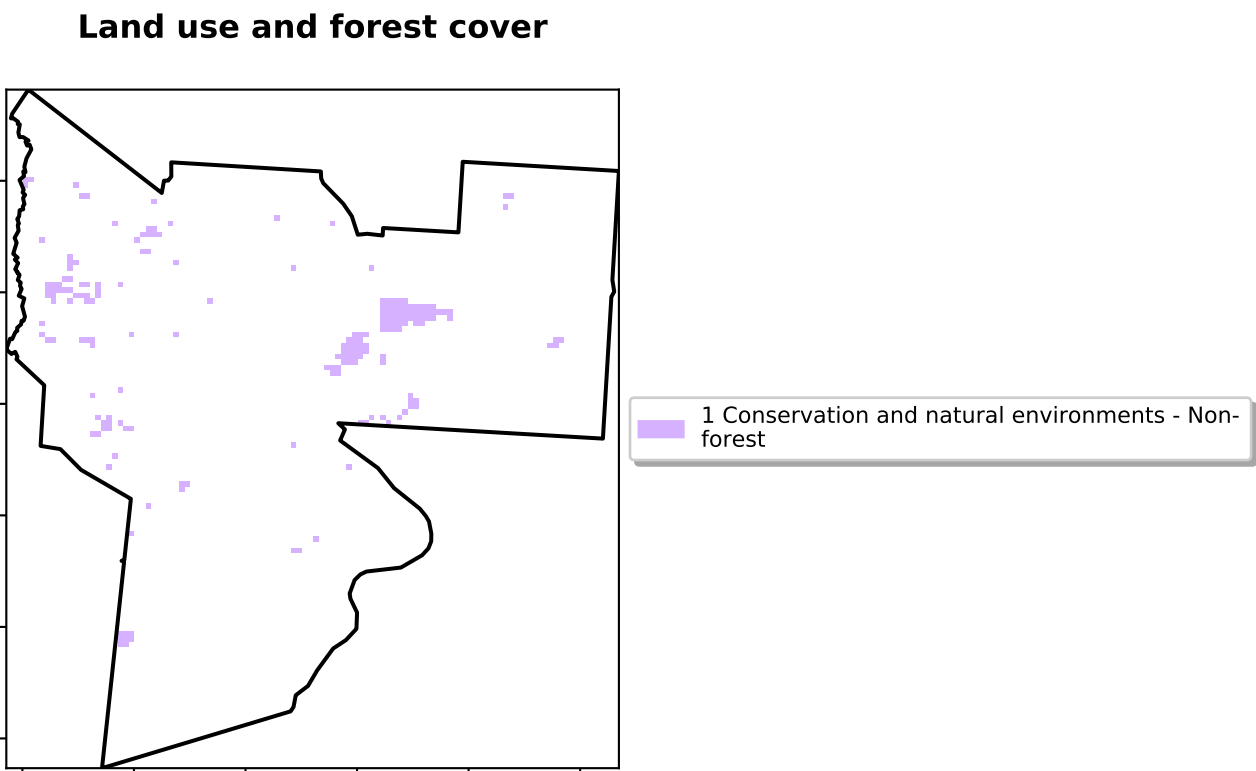 Land use and forest cover
1 Conservation and natural environments - Non-
forest